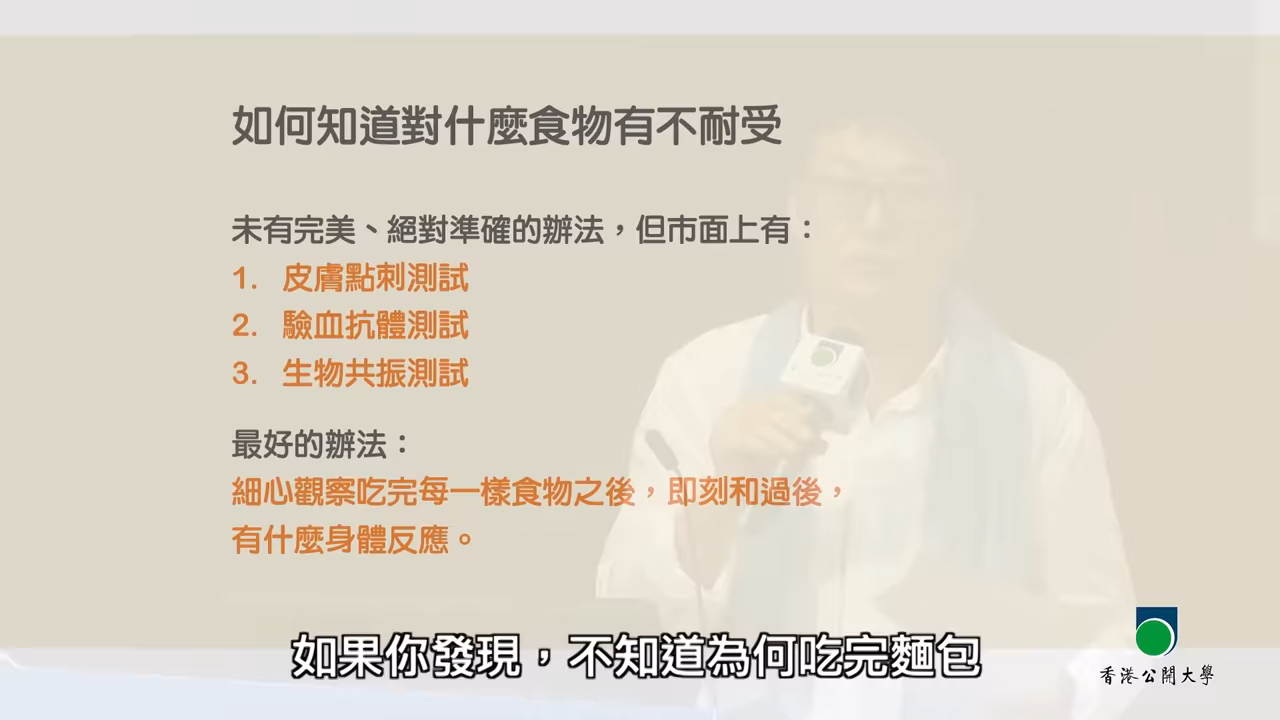 如何知道對什麼食物有不耐受
未有完美、絕對準確的辦法，但市面上有：
1. 皮膚點刺測試
2. 驗血抗體測試
3. 生物共振測試
最好的辦法：
細心觀察吃完每一樣食物之後，即刻和過後，
有什麼身體反應。
如果你發現，不知道為何吃完麵包
香港公開大學